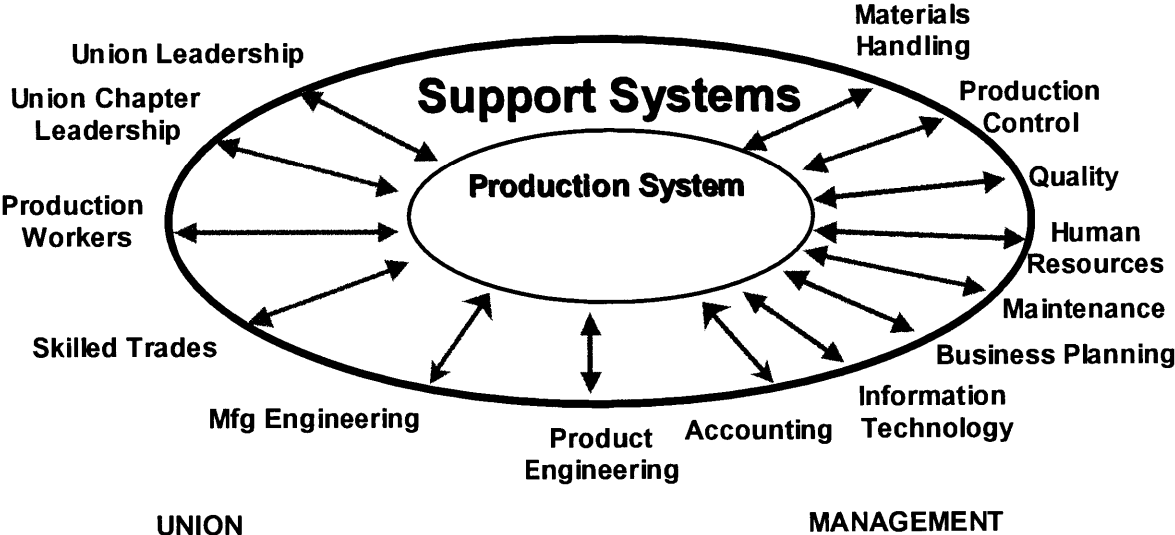 Materials
Handling
Union Leadership
Support Systems
Union Chapter
Leadership
Production
Control
Production System
Quality
Production
Workers
Human
Resources
Maintenance
Skilled Trades
Business Planning
Information
Technology
Mfg Engineering
Accounting
Product
Engineering
UNION
MANAGEMENT